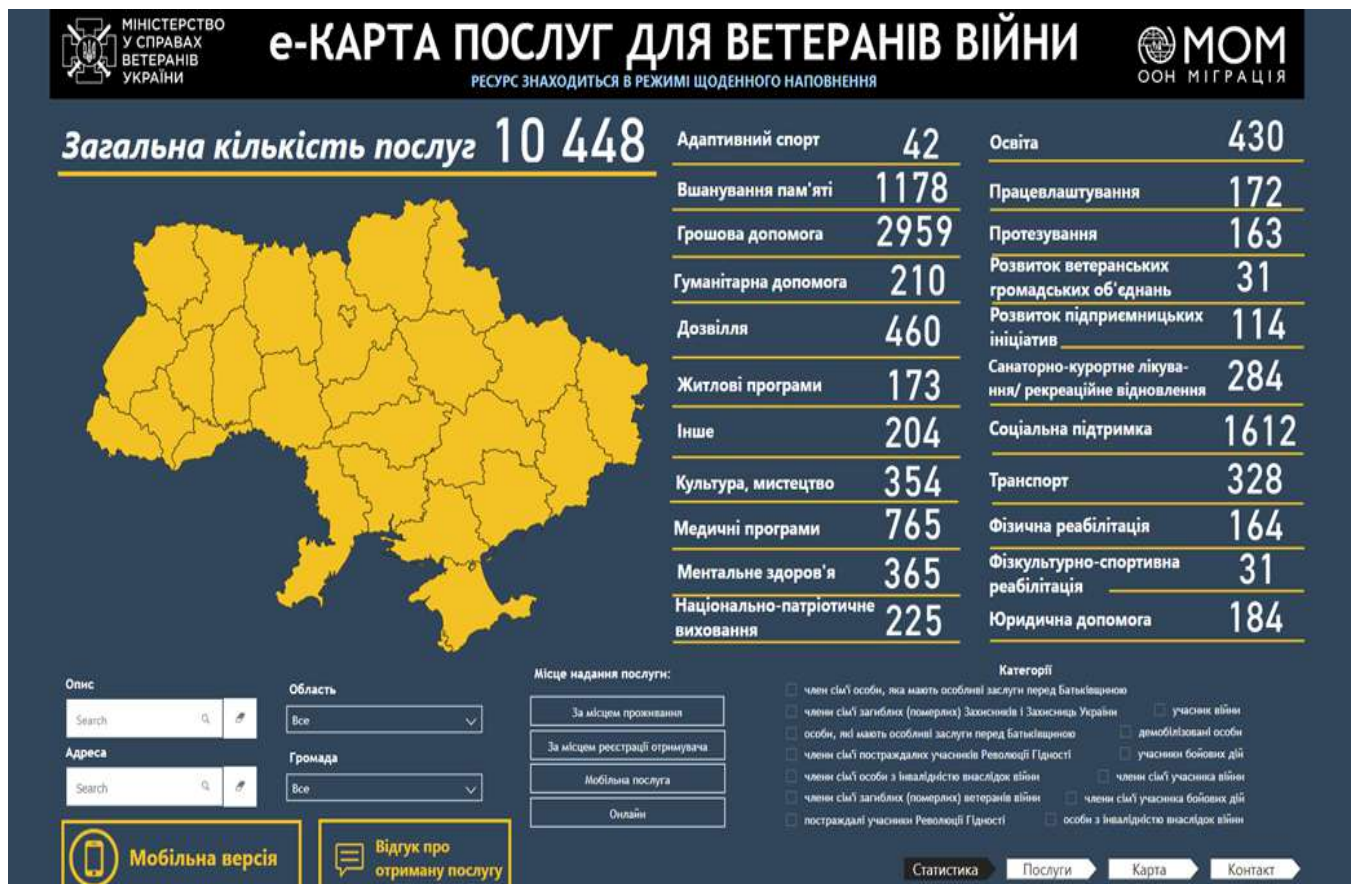 МІНІСТЕРСТВО
У СПРАВАХ
ВЕТЕРАНІВ
УКРАЇНИ
е-КАРТА ПОСЛУГ ДЛЯ ВЕТЕРАНІВ ВІЙНИ
РЕСУРС ЗНАХОДИТЬСЯ В РЕЖИМІ ЩОДЕННОГО НАПОВНЕННЯ
МОМ
ООН МІГРАЦІЯ
Загальна кількість послуг 10 448
Адаптивний спорт 42
Вшанування пам'яті 1178
Грошова допомога 2959
Гуманітарна допомога 210
Дозвілля 460
Житлові програми 173
Інше 204
Культура, мистецтво 354
Медичні програми 765
Ментальне здоров'я 365
Національно-патріотичне
виховання 225
Освіта 430
Працевлаштування 172
Протезування 163
Розвиток ветеранських
громадських об'єднань 31
Розвиток підприємницьких
ініціатив 114
Санаторно-курортне лікува-
ння/ рекреаційне відновлення 284
Соціальна підтримка 1612
Транспорт 328
Фізична реабілітація 164
Фізкультурно-спортивна
реабілітація 31
Юридична допомога 184
Опис
Search
Адреса
Search
Область
Все
Громада
Все
Місце надання послуги:
За місцем проживання
За місцем реєстрації отримувача
Мобільна послуга
Онлайн
Категорії
член сім'ї особи, яка мають особливі заслуги перед Батьківщиною
члени сім'ї загиблих (померлих) Захисників і Захисниць України учасник війни
особи, які мають особливі заслуги перед Батьківщиною демобілізовані особи
члени сім'ї постраждалих учасників Революції Гідності учасники бойових дій
члени сім'ї особи з інвалідністю внаслідок війни члени сім'ї учасника війни
члени сім'ї загиблих (померлих) ветеранів війни члени сім'ї учасника бойових дій
постраждалі учасники Революції Гідності особи з інвалідністю внаслідок війни
Мобільна версія
Відгук про
отриману послугу
Статистика Послуги Карта Контакт